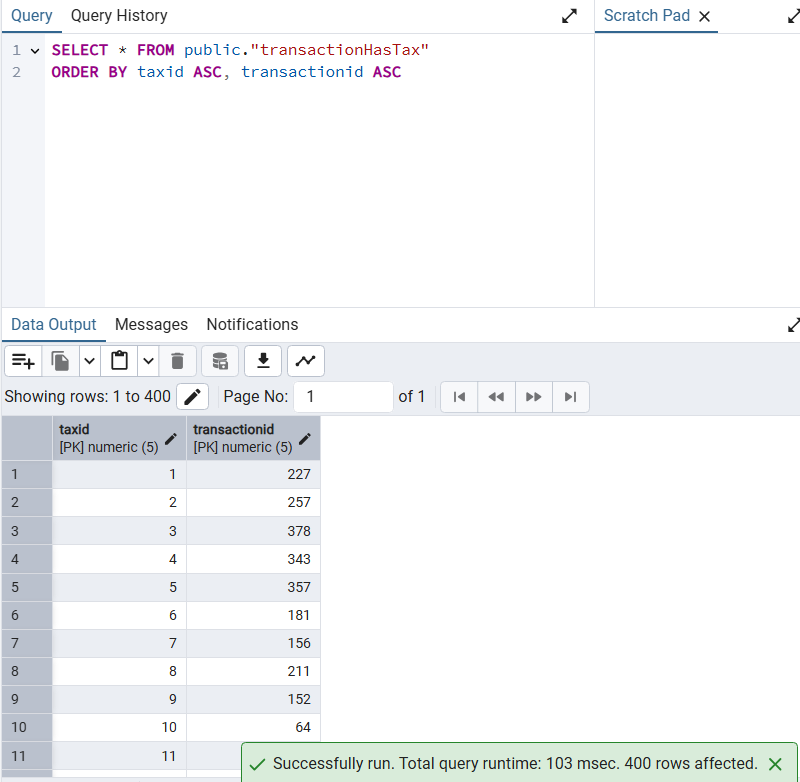 Query Query History
Scratch Pad
1 SELECT * FROM public."transactionHasTax"
2 ORDER BY taxid ASC, transactionid ASC
Data Output Messages Notifications
Showing rows: 1 to 400 Page No: 1 of 1
taxid transactionid
[PK] numeric (5) [PK] numeric (5)
1 1 227
2 2 257
3 3 378
4 4 343
5 5 357
6 6 181
7 7 156
8 8 211
9 9 152
10 10 64
11 11
Successfully run. Total query runtime: 103 msec. 400 rows affected.